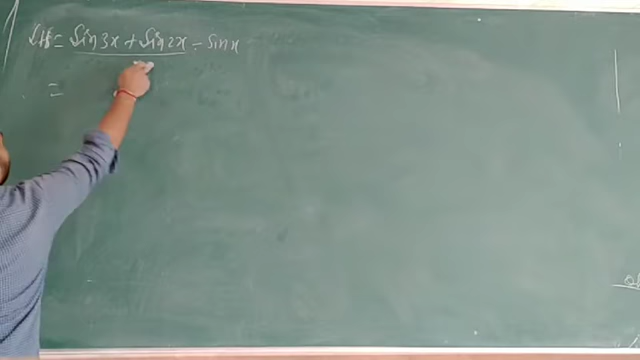 LHS = Sin3x + Sin2x - Sinx
=